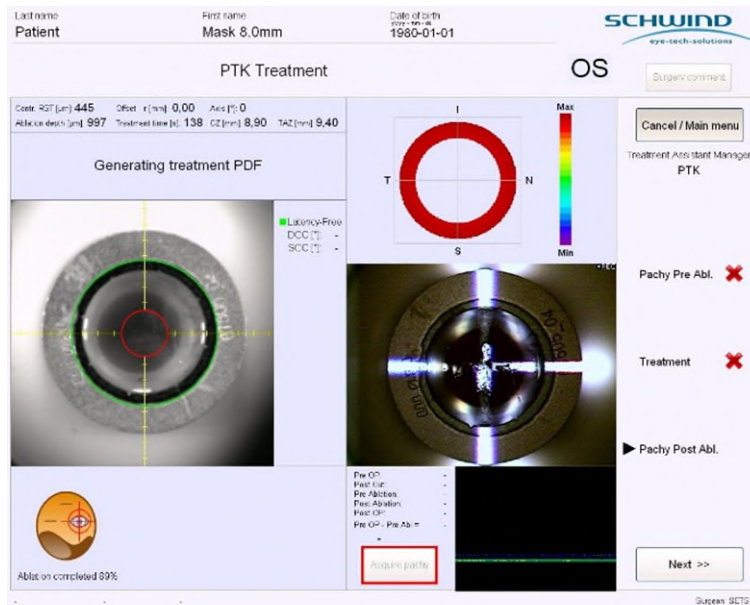 Last name
First name
Date of birth
Patient
Mask 8.0mm
1980-01-01
SCHWIND
eye-tech-solutions
PTK Treatment
OS
Surgery comment
Centr. RST [µm] 445 Offset r [mm] 0,00 Axis [°]: 0
Ablation depth [µm] 997 Treatment time [s] 138 OZ [mm] 8,90 TAZ [mm] 9,40
Generating treatment PDF
I
T
N
S
Max
Min
Cancel / Main menu
Treatment Assistant Manager
PTK
Latency-Free
DCC [°]: -
SCC [°]: -
Pachy Pre Abl.
Treatment
Pachy Post Abl.
Pre OP: -
Post Cut: -
Pre Ablation: -
Post Ablation: -
Post OP: -
Pre OP - Pre Abl = -
-
Acquire pachy
Ablation completed 89%
Next >>
Surgeon: SETS